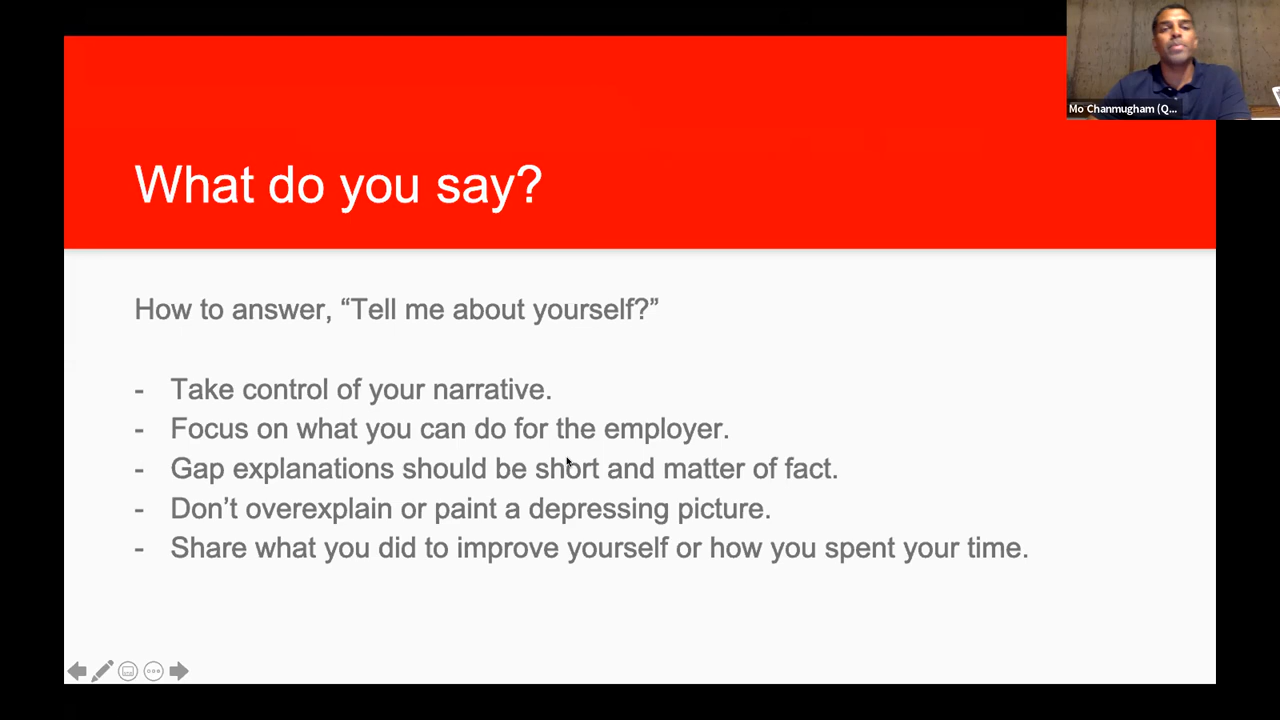 Mo Chanmugham (Q...
What do you say?
How to answer, “Tell me about yourself?”
- Take control of your narrative.
- Focus on what you can do for the employer.
- Gap explanations should be short and matter of fact.
- Don’t overexplain or paint a depressing picture.
- Share what you did to improve yourself or how you spent your time.